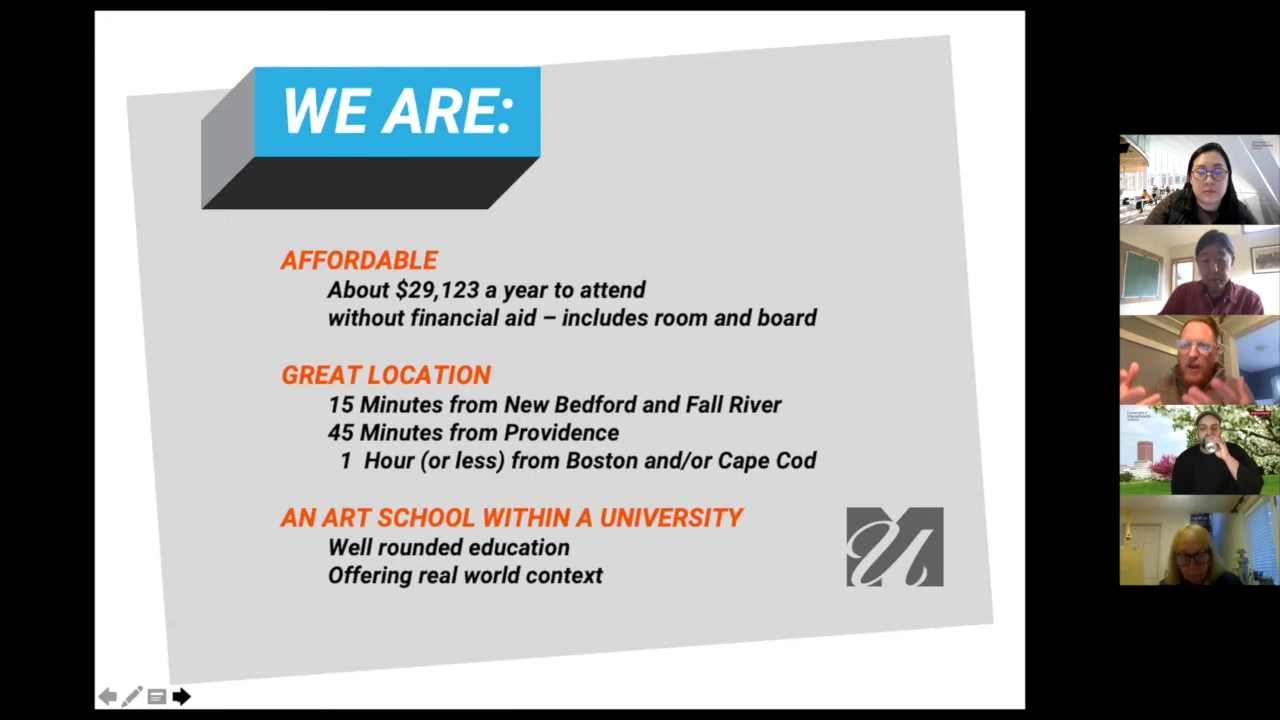 WE ARE:
AFFORDABLE
About $29,123 a year to attend
without financial aid – includes room and board
GREAT LOCATION
15 Minutes from New Bedford and Fall River
45 Minutes from Providence
1 Hour (or less) from Boston and/or Cape Cod
AN ART SCHOOL WITHIN A UNIVERSITY
Well rounded education
Offering real world context